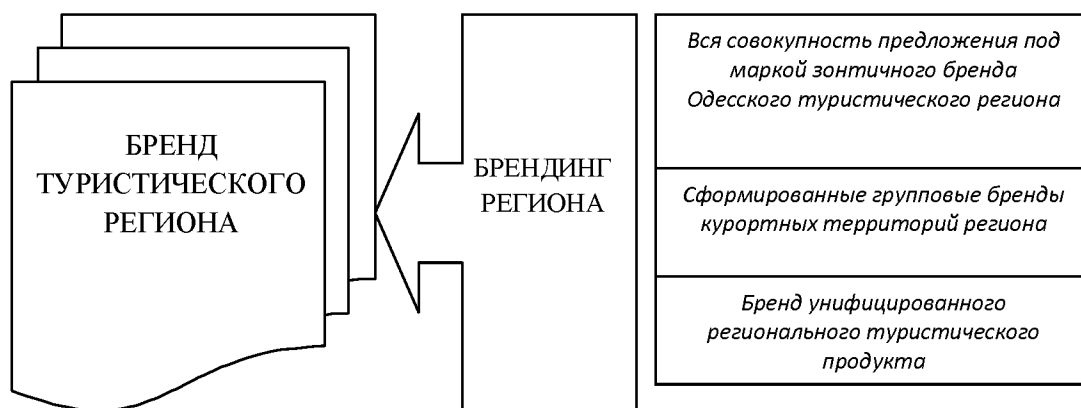 БРЕНД
ТУРИСТИЧЕСКОГО
РЕГИОНА
БРЕНДИНГ
РЕГИОНА
Вся совокупность предложения под
маркой зонтичного бренда
Одесского туристического региона
Сформированные групповые бренды
курортных территорий региона
Бренд унифицированного
регионального туристического
продукта